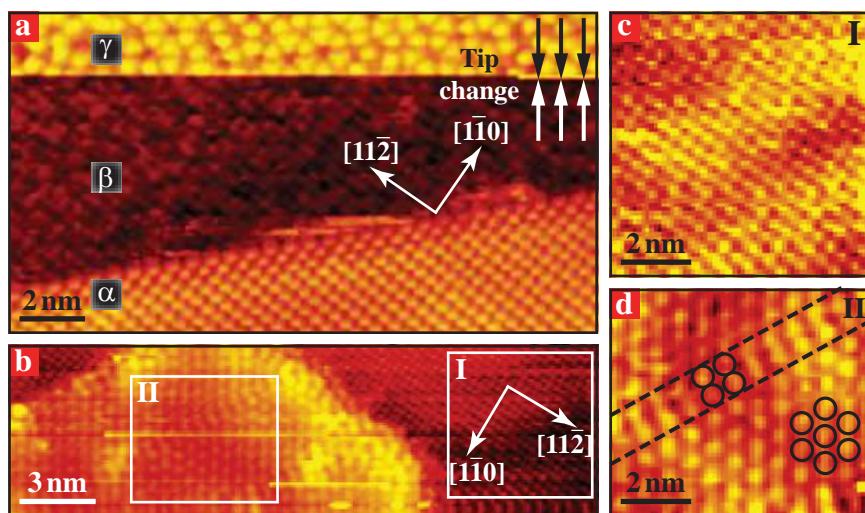 a
γ
Tip
change
[11̄0]
[112̄]
β
α
2 nm
b
II
I
[11̄0]
[112̄]
3 nm
c
I
2 nm
d
II
2 nm